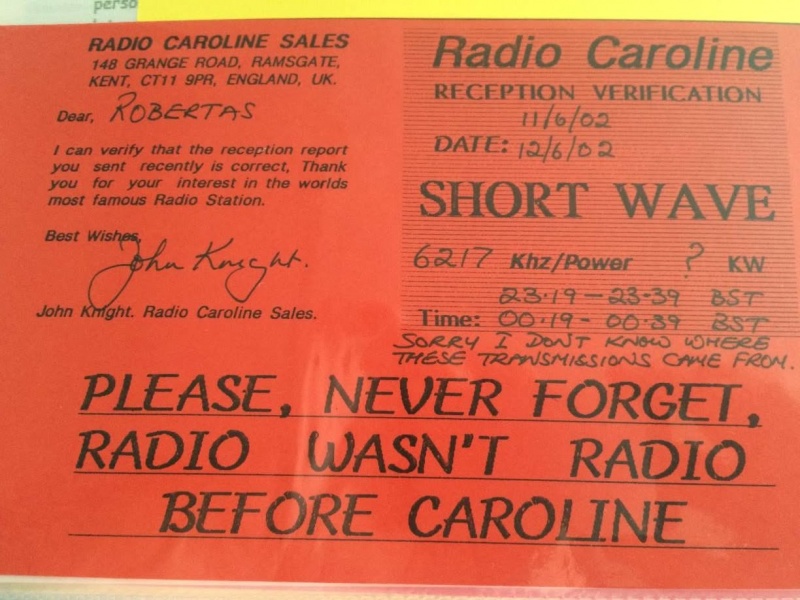 perso
RADIO CAROLINE SALES
148 GRANGE ROAD, RAMSGATE,
KENT, CT11 9PR, ENGLAND, UK.
Dear, ROBERTAS
I can verify that the reception report
you sent recently is correct, Thank
you for your interest in the worlds
most famous Radio Station.
Best Wishes,
John Knight.
John Knight. Radio Caroline Sales.
Radio Caroline
RECEPTION VERIFICATION
11/6/02
DATE: 12/6/02
SHORT WAVE
6217 Khz/Power ? KW
23·19 - 23-39 BST
Time: 00·19 - 00·39 BST
SORRY I DON'T KNOW WHERE
THESE TRANSMISSIONS CAME FROM.
PLEASE, NEVER FORGET,
RADIO WASN'T RADIO
BEFORE CAROLINE